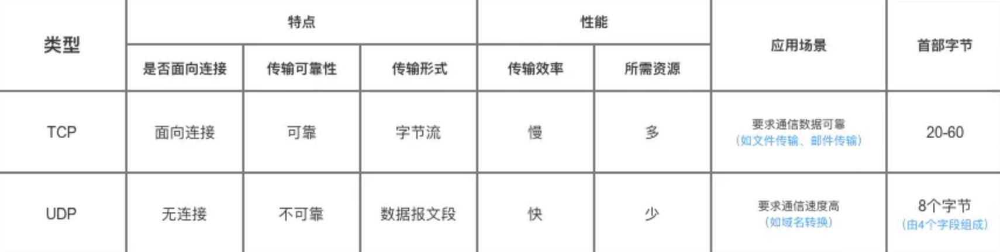 类型
特点
性能
应用场景
首部字节
是否面向连接
传输可靠性
传输形式
传输效率
所需资源
TCP
面向连接
可靠
字节流
慢
多
要求通信数据可靠
（如文件传输、邮件传输）
20-60
UDP
无连接
不可靠
数据报文段
快
少
要求通信速度高
（如域名转换）
8个字节
（由4个字段组成）